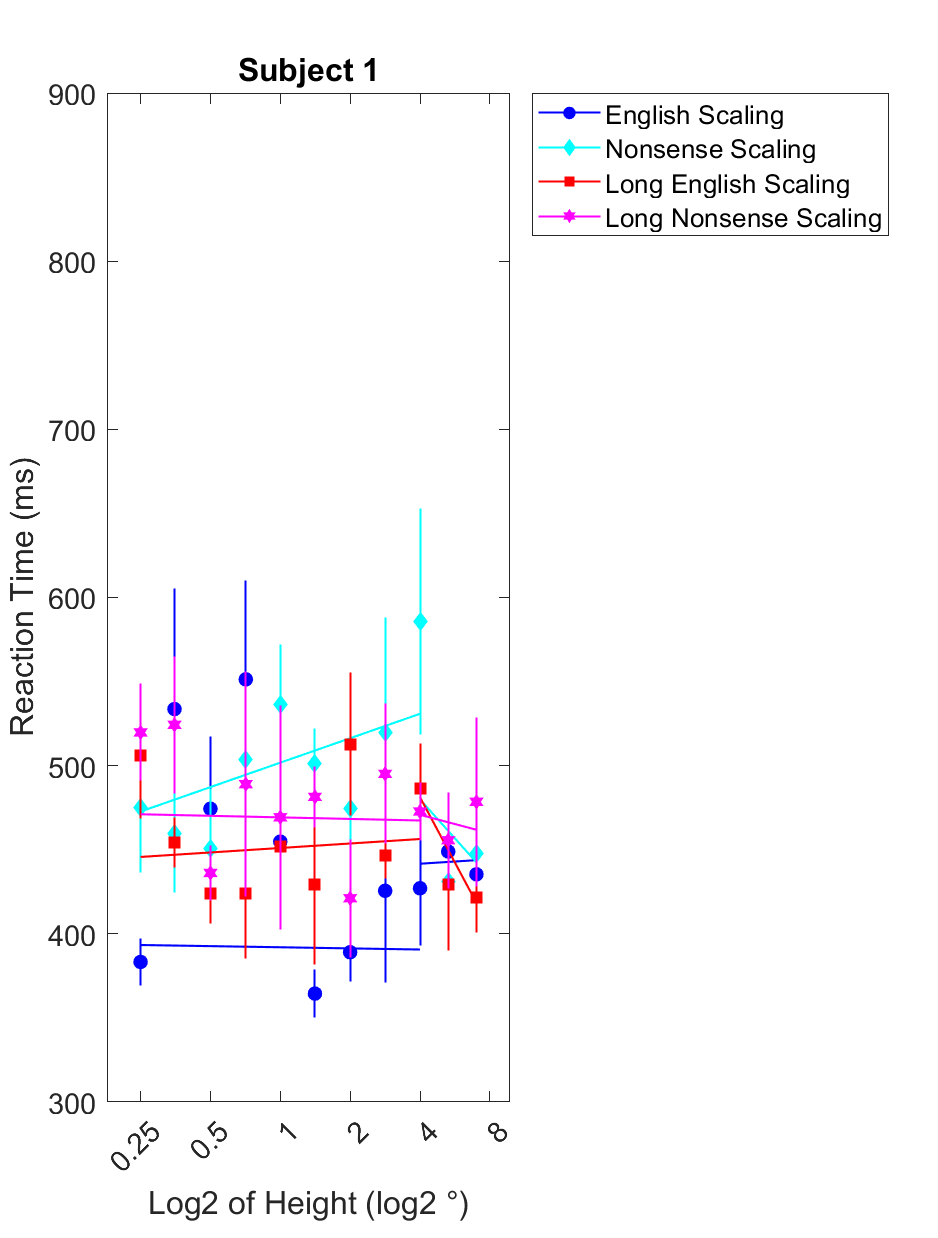 Subject 1
900
800
700
600
500
400
300
Reaction Time (ms)
0.25
0.5
1
2
4
8
Log2 of Height (log2 °)
English Scaling
Nonsense Scaling
Long English Scaling
Long Nonsense Scaling